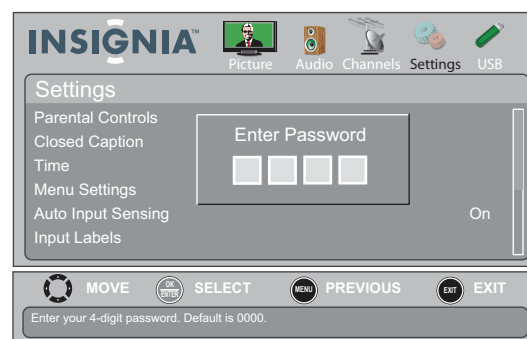 INSIGNIA™
Picture Audio Channels Settings USB
Settings
Parental Controls
Closed Caption
Time
Menu Settings
Auto Input Sensing On
Input Labels
Enter Password
MOVE OK ENTER SELECT MENU PREVIOUS EXIT EXIT
Enter your 4-digit password. Default is 0000.